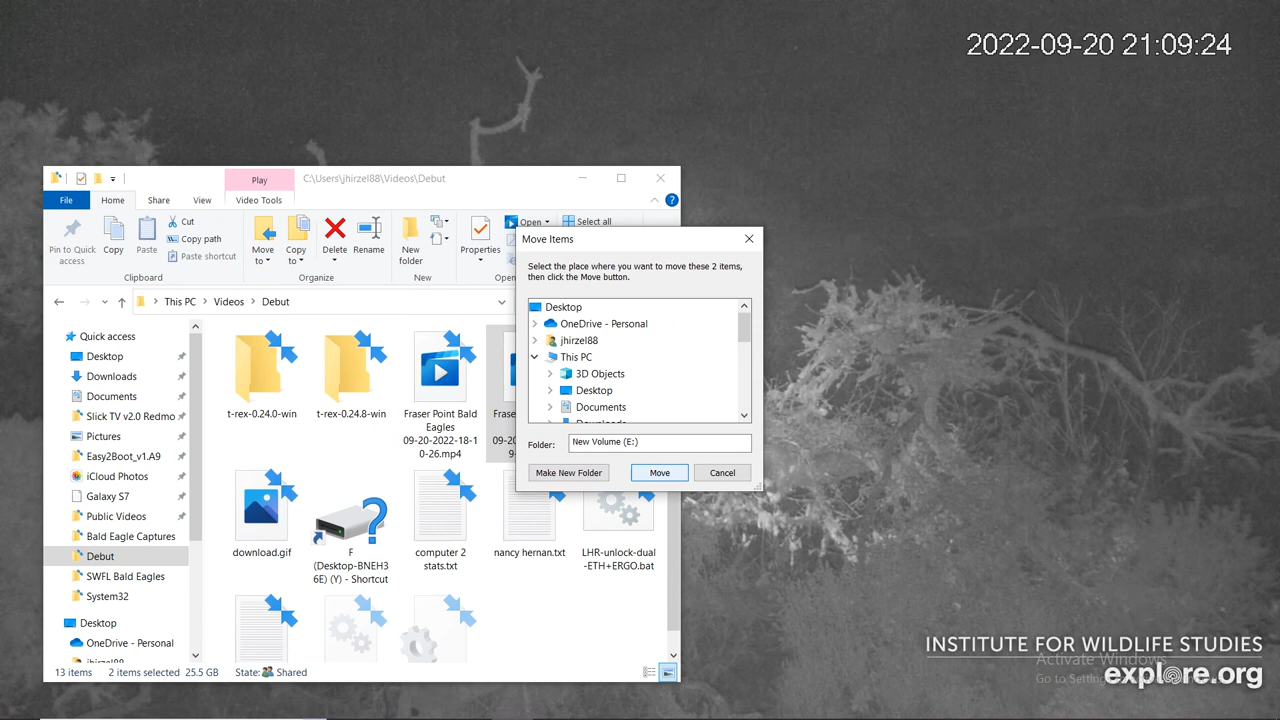 2022-09-20 21:09:24
Play
C:\Users\jhirzel88\Videos\Debut
File
Home
Share
View
Video Tools
Pin to Quick
access
Copy
Paste
Cut
Copy path
Paste shortcut
Clipboard
Move
to
Copy
to
Delete
Rename
Organize
New
folder
New
Properties
Open
Select all
This PC
Videos
Debut
Quick access
Desktop
Downloads
Documents
Slick TV v2.0 Redmo
Pictures
Easy2Boot_v1.A9
iCloud Photos
Galaxy S7
Public Videos
Bald Eagle Captures
Debut
SWFL Bald Eagles
System32
Desktop
OneDrive - Personal
t-rex-0.24.0-win
t-rex-0.24.8-win
Fraser Point Bald
Eagles
09-20-2022-18-1
0-26.mp4
download.gif
F
(Desktop-BNEH3
6E) (Y) - Shortcut
computer 2
stats.txt
nancy hernan.txt
LHR-unlock-dual
-ETH+ERGO.bat
13 items
2 items selected
25.5 GB
State:
Shared
Move Items
Select the place where you want to move these 2 items,
then click the Move button.
Desktop
OneDrive - Personal
jhirzel88
This PC
3D Objects
Desktop
Documents
Folder:
New Volume (E:)
Make New Folder
Move
Cancel
INSTITUTE FOR WILDLIFE STUDIES
Activate Windows
explore.org